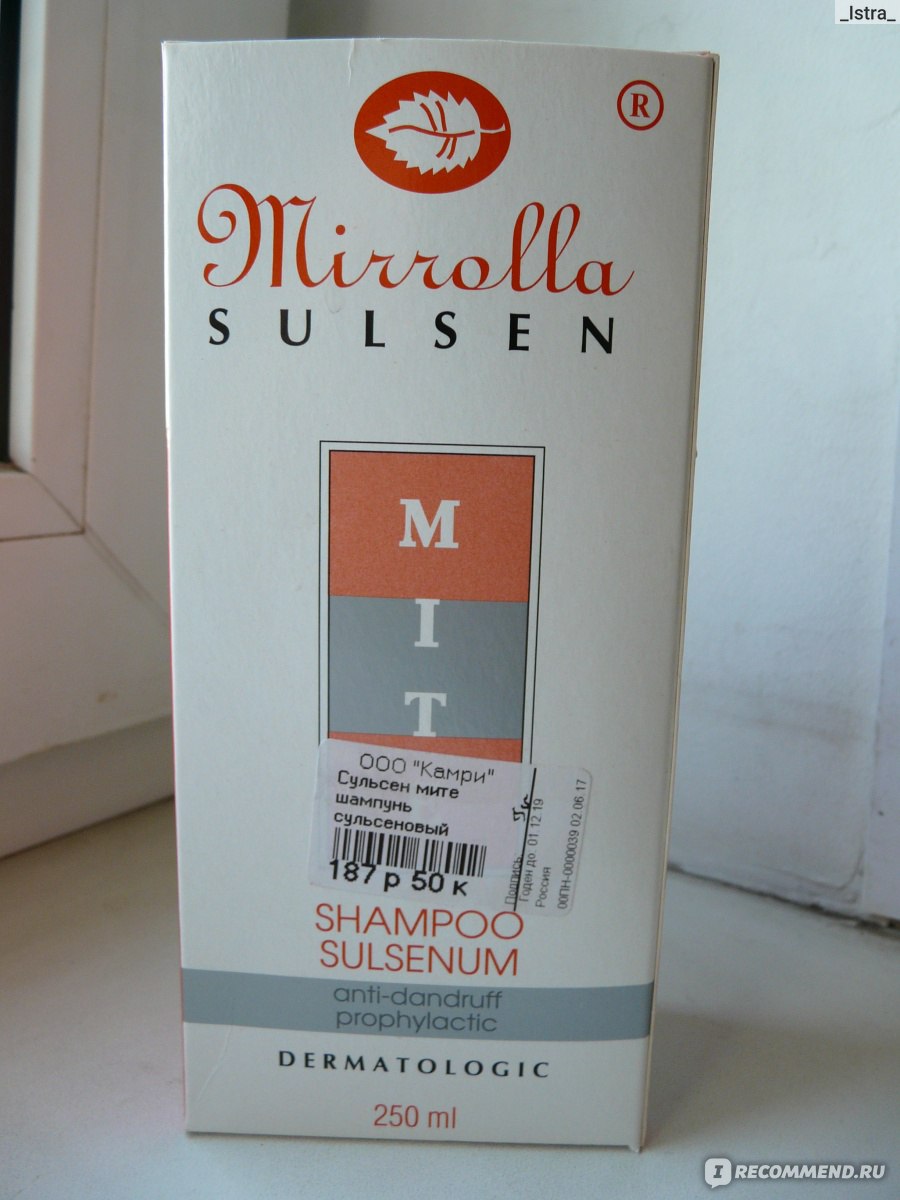 _Istra_
®
Mirrolla
SULSEN
M
I
T
ООО "Камри"
Сульсен мите
шампунь
сульсеновый
187 р 50 к
Подпись
Годен до: 01.12.19
Россия
00ПН-0000039 02.06.17
SHAMPOO
SULSENUM
anti-dandruff
prophylactic
DERMATOLOGIC
250 ml
IRECOMMEND.RU